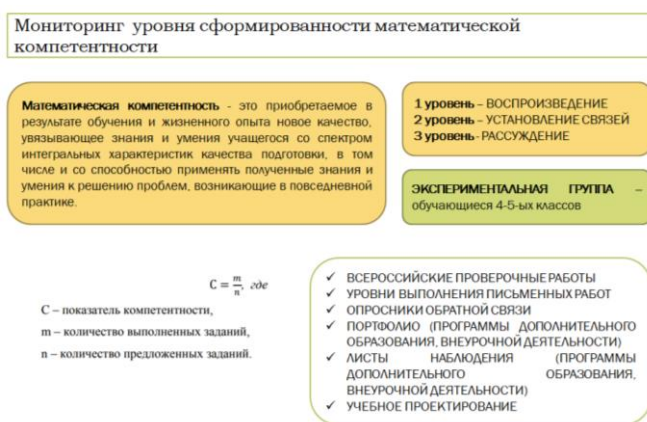 Мониторинг уровня сформированности математической
компетентности
Математическая компетентность - это приобретаемое в
результате обучения и жизненного опыта новое качество,
увязывающее знания и умения учащегося со спектром
интегральных характеристик качества подготовки, в том
числе и со способностью применять полученные знания и
умения к решению проблем, возникающие в повседневной
практике.
1 уровень – ВОСПРОИЗВЕДЕНИЕ
2 уровень – УСТАНОВЛЕНИЕ СВЯЗЕЙ
3 уровень - РАССУЖДЕНИЕ
ЭКСПЕРИМЕНТАЛЬНАЯ ГРУППА –
обучающиеся 4-5-ых классов
C = m/n, где
C – показатель компетентности,
m – количество выполненных заданий,
n – количество предложенных заданий.
✓ ВСЕРОССИЙСКИЕ ПРОВЕРОЧНЫЕ РАБОТЫ
✓ УРОВНИ ВЫПОЛНЕНИЯ ПИСЬМЕННЫХ РАБОТ
✓ ОПРОСНИКИ ОБРАТНОЙ СВЯЗИ
✓ ПОРТФОЛИО (ПРОГРАММЫ ДОПОЛНИТЕЛЬНОГО
ОБРАЗОВАНИЯ, ВНЕУРОЧНОЙ ДЕЯТЕЛЬНОСТИ)
✓ ЛИСТЫ НАБЛЮДЕНИЯ (ПРОГРАММЫ
ДОПОЛНИТЕЛЬНОГО ОБРАЗОВАНИЯ,
ВНЕУРОЧНОЙ ДЕЯТЕЛЬНОСТИ)
✓ УЧЕБНОЕ ПРОЕКТИРОВАНИЕ